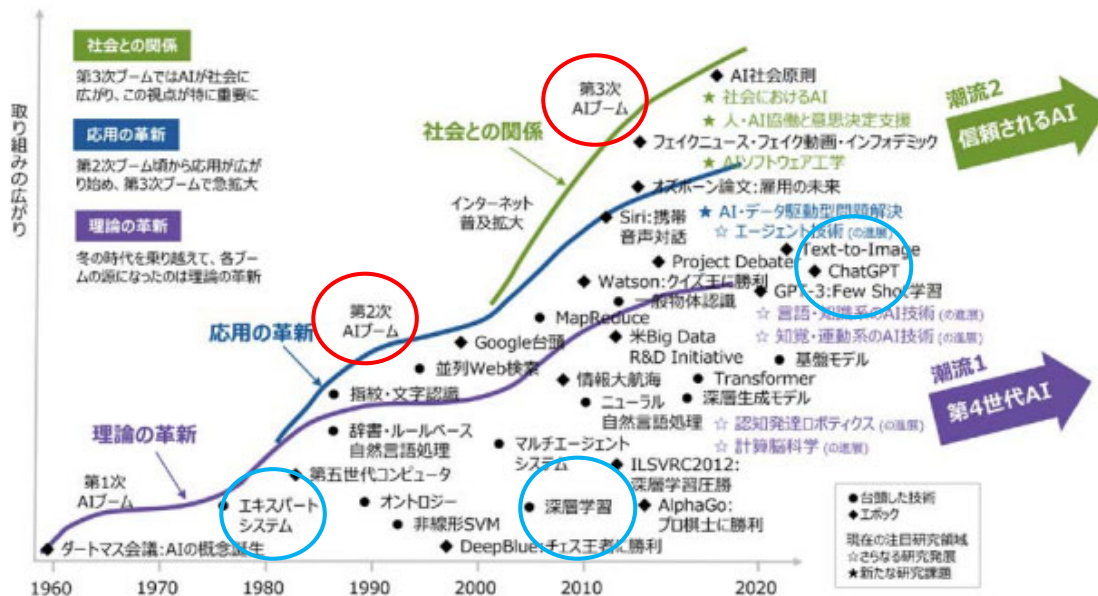 社会との関係
第3次ブームではAIが社会に
広がり、この視点が特に重要に
応用の革新
第2次ブーム頃から応用が広が
り始め、第3次ブームで急拡大
理論の革新
冬の時代を乗り越えて、各ブー
ムの源になったのは理論の革新
取り組みの広がり
第3次
AIブーム
社会との関係
インターネット
普及拡大
第2次
AIブーム
応用の革新
理論の革新
第1次
AIブーム
◆AI社会原則
★ 社会におけるAI
★ 人・AI協働と意思決定支援
◆フェイクニュース・フェイク動画・インフォデミック
★ AIソフトウェア工学
◆オズボーン論文:雇用の未来
◆Siri:携帯
音声対話
★ AI・データ駆動型問題解決
☆ エージェント技術 (の進展)
◆Text-to-Image
◆Project Debater
◆ChatGPT
◆Watson:クイズ王に勝利
◆GPT-3:Few Shot学習
●一般物体認識
☆ 言語・知識系のAI技術 (の進展)
●MapReduce
☆ 知覚・運動系のAI技術 (の進展)
◆Google台頭
◆米Big Data
R&D Initiative
●基盤モデル
●並列Web検索
◆情報大航海
●Transformer
●指紋・文字認識
●ニューラル
自然言語処理
●深層生成モデル
☆ 認知発達ロボティクス (の進展)
☆ 計算脳科学 (の進展)
●辞書・ルールベース
自然言語処理
●マルチエージェント
システム
◆第五世代コンピュータ
◆ILSVRC2012:
深層学習圧勝
●エキスパート
システム
●オントロジー
●非線形SVM
●深層学習
◆AlphaGo:
プロ棋士に勝利
◆ダートマス会議:AIの概念誕生
◆DeepBlue:チェス王者に勝利
潮流2
信頼されるAI
潮流1
第4世代AI
●台頭した技術
◆エポック
現在の注目研究領域
☆さらなる研究発展
★新たな研究課題
1960 1970 1980 1990 2000 2010 2020